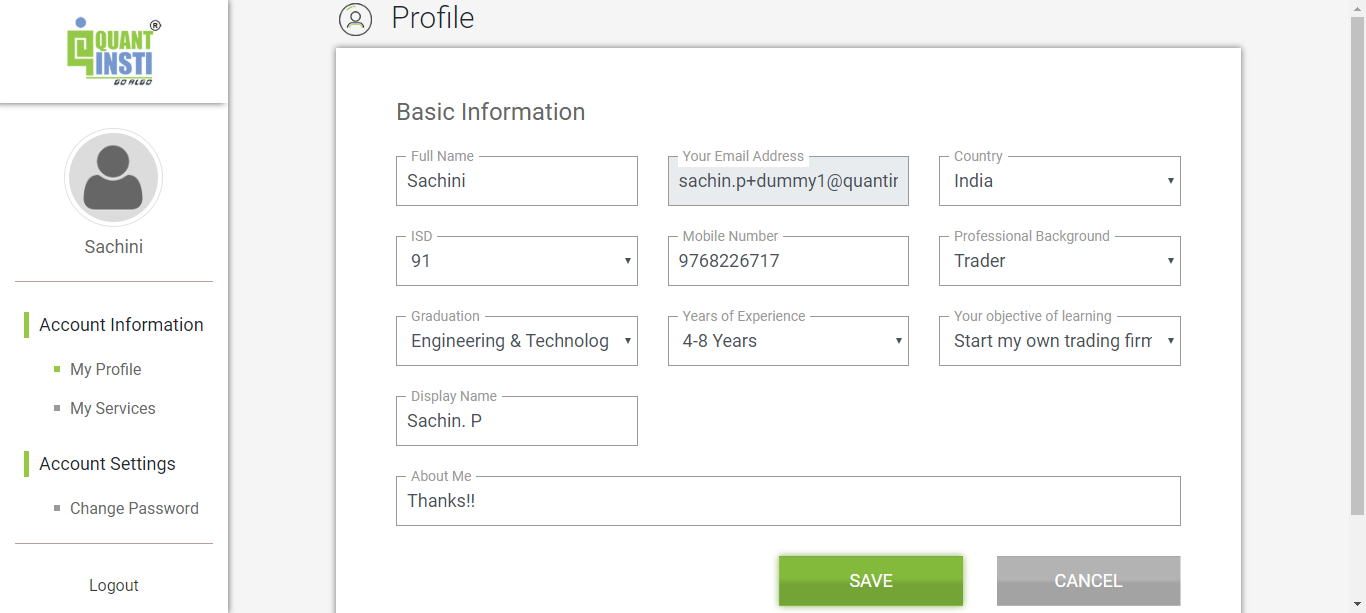 QUANT®
INSTI
GO ALGO
Sachini
Account Information
My Profile
My Services
Account Settings
Change Password
Logout
Profile
Basic Information
Full Name
Sachini
Your Email Address
sachin.p+dummy1@quantin
Country
India
ISD
91
Mobile Number
9768226717
Professional Background
Trader
Graduation
Engineering & Technolog
Years of Experience
4-8 Years
Your objective of learning
Start my own trading firm
Display Name
Sachin. P
About Me
Thanks!!
SAVE
CANCEL